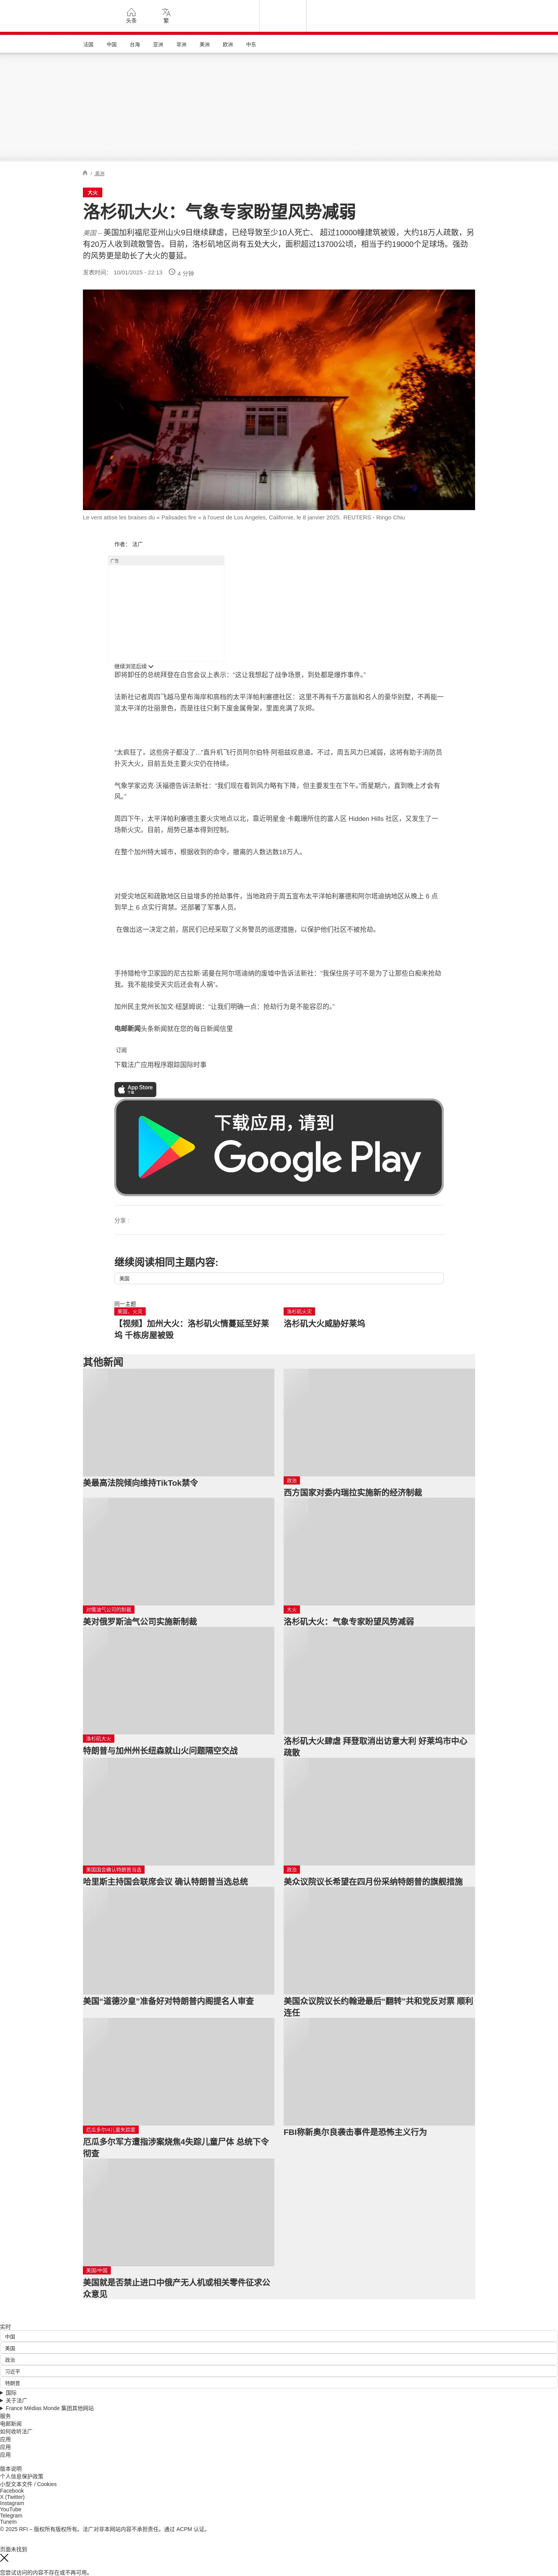 头条
繁
法国
中国
台海
亚洲
非洲
美洲
欧洲
中东
/ 美洲
大火
洛杉矶大火：气象专家盼望风势减弱
美国 – 美国加利福尼亚州山火9日继续肆虐，已经导致至少10人死亡、 超过10000幢建筑被毁，大约18万人疏散，另
有20万人收到疏散警告。目前，洛杉矶地区尚有五处大火，面积超过13700公顷，相当于约19000个足球场。强劲
的风势更是助长了大火的蔓延。
发表时间： 10/01/2025 - 22:13 4 分钟
Le vent attise les braises du « Palisades fire » à l'ouest de Los Angeles, Californie, le 8 janvier 2025. REUTERS - Ringo Chiu
作者： 法广
广告
继续浏览后续
即将卸任的总统拜登在白宫会议上表示：“这让我想起了战争场景，到处都是爆炸事件。”
法新社记者周四飞越马里布海岸和高档的太平洋帕利塞德社区：这里不再有千万富翁和名人的豪华别墅，不再能一
览太平洋的壮丽景色，而是往往只剩下废金属骨架，里面充满了灰烬。
“太疯狂了。这些房子都没了...”直升机飞行员阿尔伯特·阿祖兹叹息道。不过，周五风力已减弱，这将有助于消防员
扑灭大火，目前五处主要火灾仍在持续。
气象学家迈克·沃福德告诉法新社：“我们现在看到风力略有下降，但主要发生在下午。”而星期六，直到晚上才会有
风。”
周四下午，太平洋帕利塞德主要火灾地点以北，靠近明星金·卡戴珊所住的富人区 Hidden Hills 社区，又发生了一
场新火灾。目前，局势已基本得到控制。
在整个加州特大城市，根据收到的命令，撤离的人数达数18万人。
对受灾地区和疏散地区日益增多的抢劫事件，当地政府于周五宣布太平洋帕利塞德和阿尔塔迪纳地区从晚上 6 点
到早上 6 点实行宵禁。还部署了军事人员。
在做出这一决定之前，居民们已经采取了义务警员的巡逻措施，以保护他们社区不被抢劫。
手持猎枪守卫家园的尼古拉斯·诺曼在阿尔塔迪纳的废墟中告诉法新社：“我保住房子可不是为了让那些白痴来抢劫
我。我不能接受天灾后还会有人祸”。
加州民主党州长加文·纽瑟姆说：“让我们明确一点：抢劫行为是不能容忍的。”
电邮新闻头条新闻就在您的每日新闻信里
订阅
下载法广应用程序跟踪国际时事
App Store
下载
下载应用，请到
Google Play
分享 :
继续阅读相同主题内容:
美国
同一主题
美国，火灾
【视频】加州大火：洛杉矶火情蔓延至好莱
坞 千栋房屋被毁
洛杉矶火灾
洛杉矶大火威胁好莱坞
其他新闻
美最高法院倾向维持TikTok禁令
政治
西方国家对委内瑞拉实施新的经济制裁
对俄油气公司的制裁
美对俄罗斯油气公司实施新制裁
大火
洛杉矶大火：气象专家盼望风势减弱
洛杉矶大火
特朗普与加州州长纽森就山火问题隔空交战
洛杉矶大火肆虐 拜登取消出访意大利 好莱坞市中心
疏散
美国国会确认特朗普当选
哈里斯主持国会联席会议 确认特朗普当选总统
政治
美众议院议长希望在四月份采纳特朗普的旗舰措施
美国“道德沙皇”准备好对特朗普内阁提名人审查
美国众议院议长约翰逊最后“翻转”共和党反对票 顺利
连任
厄瓜多尔/4儿童失踪案
厄瓜多尔军方遭指涉案烧焦4失踪儿童尸体 总统下令
彻查
FBI称新奥尔良袭击事件是恐怖主义行为
美国/中国
美国就是否禁止进口中俄产无人机或相关零件征求公
众意见
实时
中国
美国
政治
习近平
特朗普
国际
关于法广
France Médias Monde 集团其他网站
服务
电邮新闻
如何收听法广
应用
应用
应用
版本说明
个人信息保护政策
小型文本文件 / Cookies
Facebook
X (Twitter)
Instagram
YouTube
Telegram
TuneIn
© 2025 RFI – 版权所有版权所有。法广对非本网站内容不承担责任。通过 ACPM 认证。
页面未找到
您尝试访问的内容不存在或不再可用。